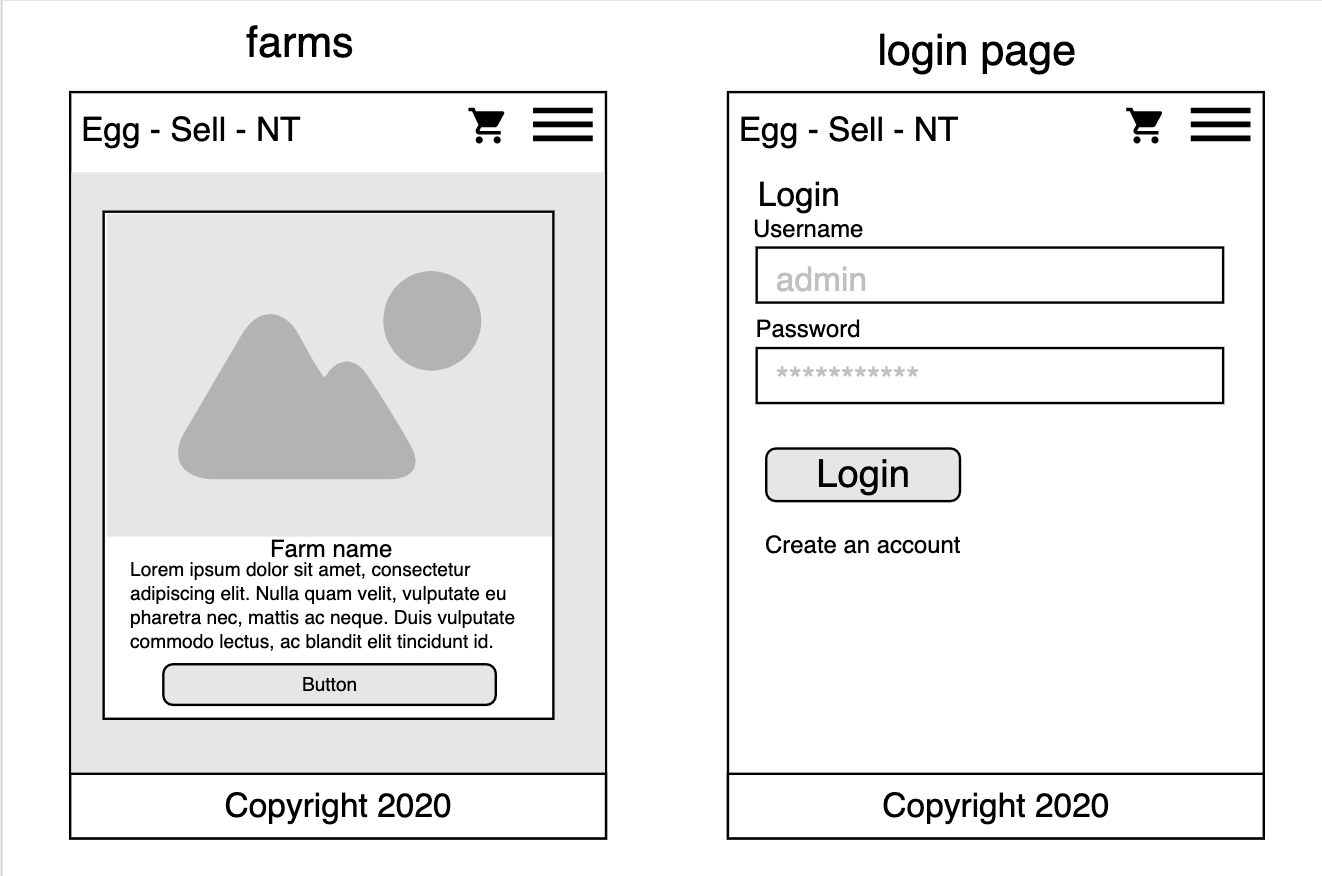 farms
Egg - Sell - NT
Farm name
Lorem ipsum dolor sit amet, consectetur
adipiscing elit. Nulla quam velit, vulputate eu
pharetra nec, mattis ac neque. Duis vulputate
commodo lectus, ac blandit elit tincidunt id.
Button
Copyright 2020
login page
Egg - Sell - NT
Login
Username
admin
Password
***********
Login
Create an account
Copyright 2020